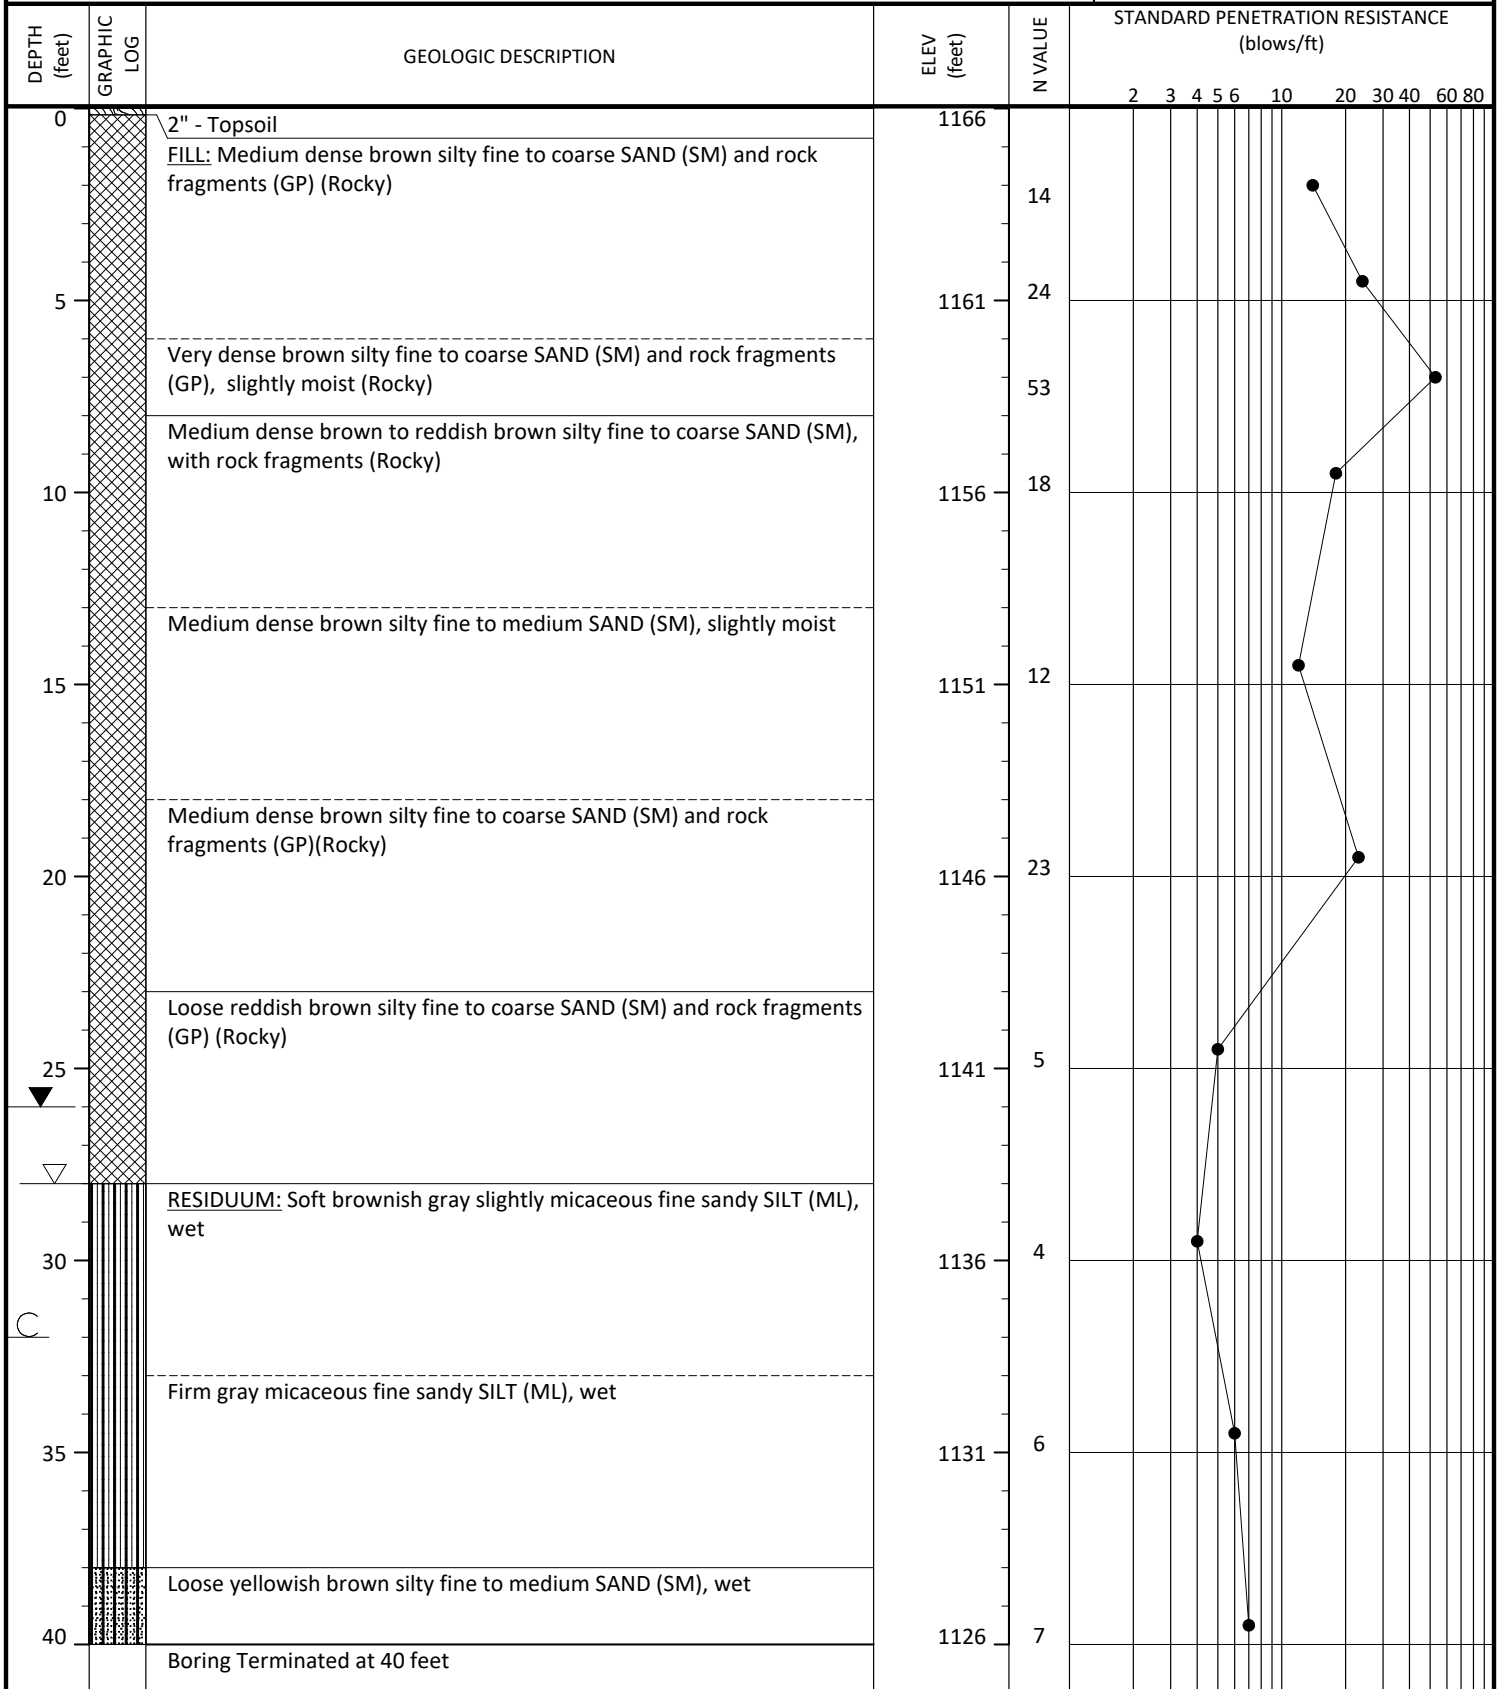 DEPTH (feet)
GRAPHIC LOG
GEOLOGIC DESCRIPTION
ELEV (feet)
N VALUE
STANDARD PENETRATION RESISTANCE
(blows/ft)
2 3 4 5 6 10 20 30 40 60 80
0
2" - Topsoil
1166
FILL: Medium dense brown silty fine to coarse SAND (SM) and rock
fragments (GP) (Rocky)
14
5
1161
24
Very dense brown silty fine to coarse SAND (SM) and rock fragments
(GP), slightly moist (Rocky)
53
Medium dense brown to reddish brown silty fine to coarse SAND (SM),
with rock fragments (Rocky)
10
1156
18
Medium dense brown silty fine to medium SAND (SM), slightly moist
15
1151
12
Medium dense brown silty fine to coarse SAND (SM) and rock
fragments (GP)(Rocky)
20
1146
23
Loose reddish brown silty fine to coarse SAND (SM) and rock fragments
(GP) (Rocky)
25
1141
5
RESIDUUM: Soft brownish gray slightly micaceous fine sandy SILT (ML),
wet
30
1136
4
C
Firm gray micaceous fine sandy SILT (ML), wet
35
1131
6
Loose yellowish brown silty fine to medium SAND (SM), wet
40
1126
7
Boring Terminated at 40 feet